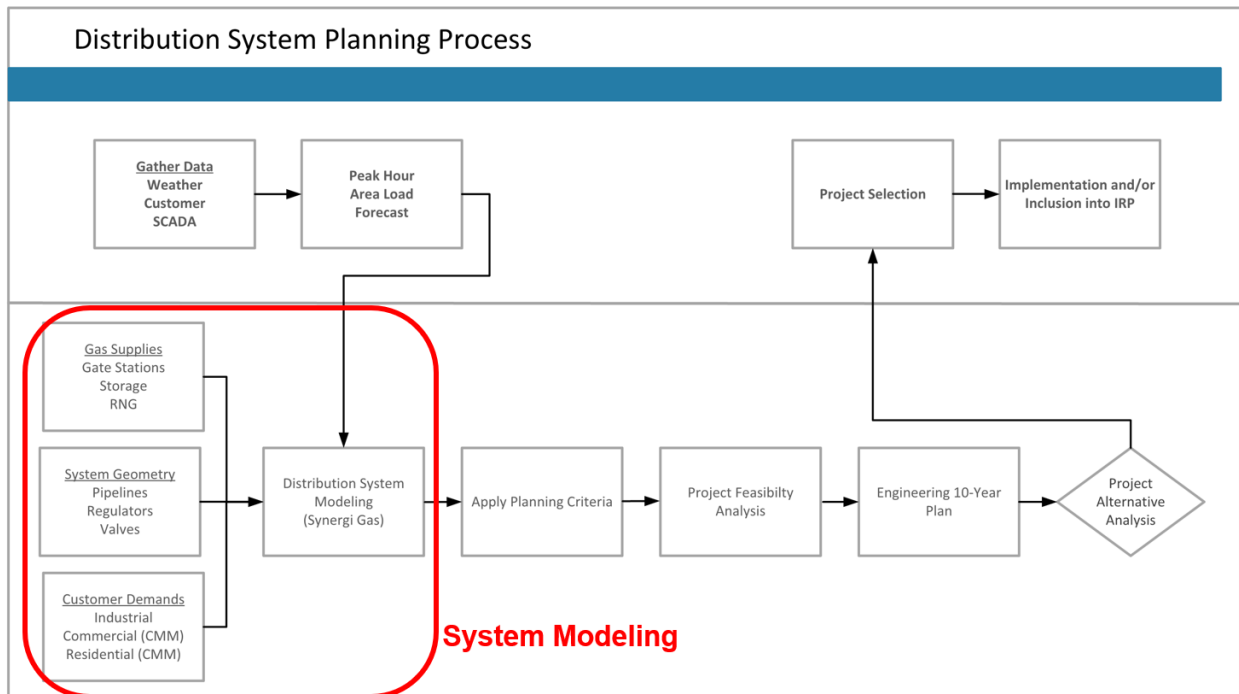 Distribution System Planning Process
Gather Data
Weather
Customer
SCADA
Peak Hour
Area Load
Forecast
Project Selection
Implementation and/or
Inclusion into IRP
Gas Supplies
Gate Stations
Storage
RNG
System Geometry
Pipelines
Regulators
Valves
Customer Demands
Industrial
Commercial (CMM)
Residential (CMM)
Distribution System
Modeling
(Synergi Gas)
Apply Planning Criteria
Project Feasibilty
Analysis
Engineering 10-Year
Plan
Project
Alternative
Analysis
System Modeling